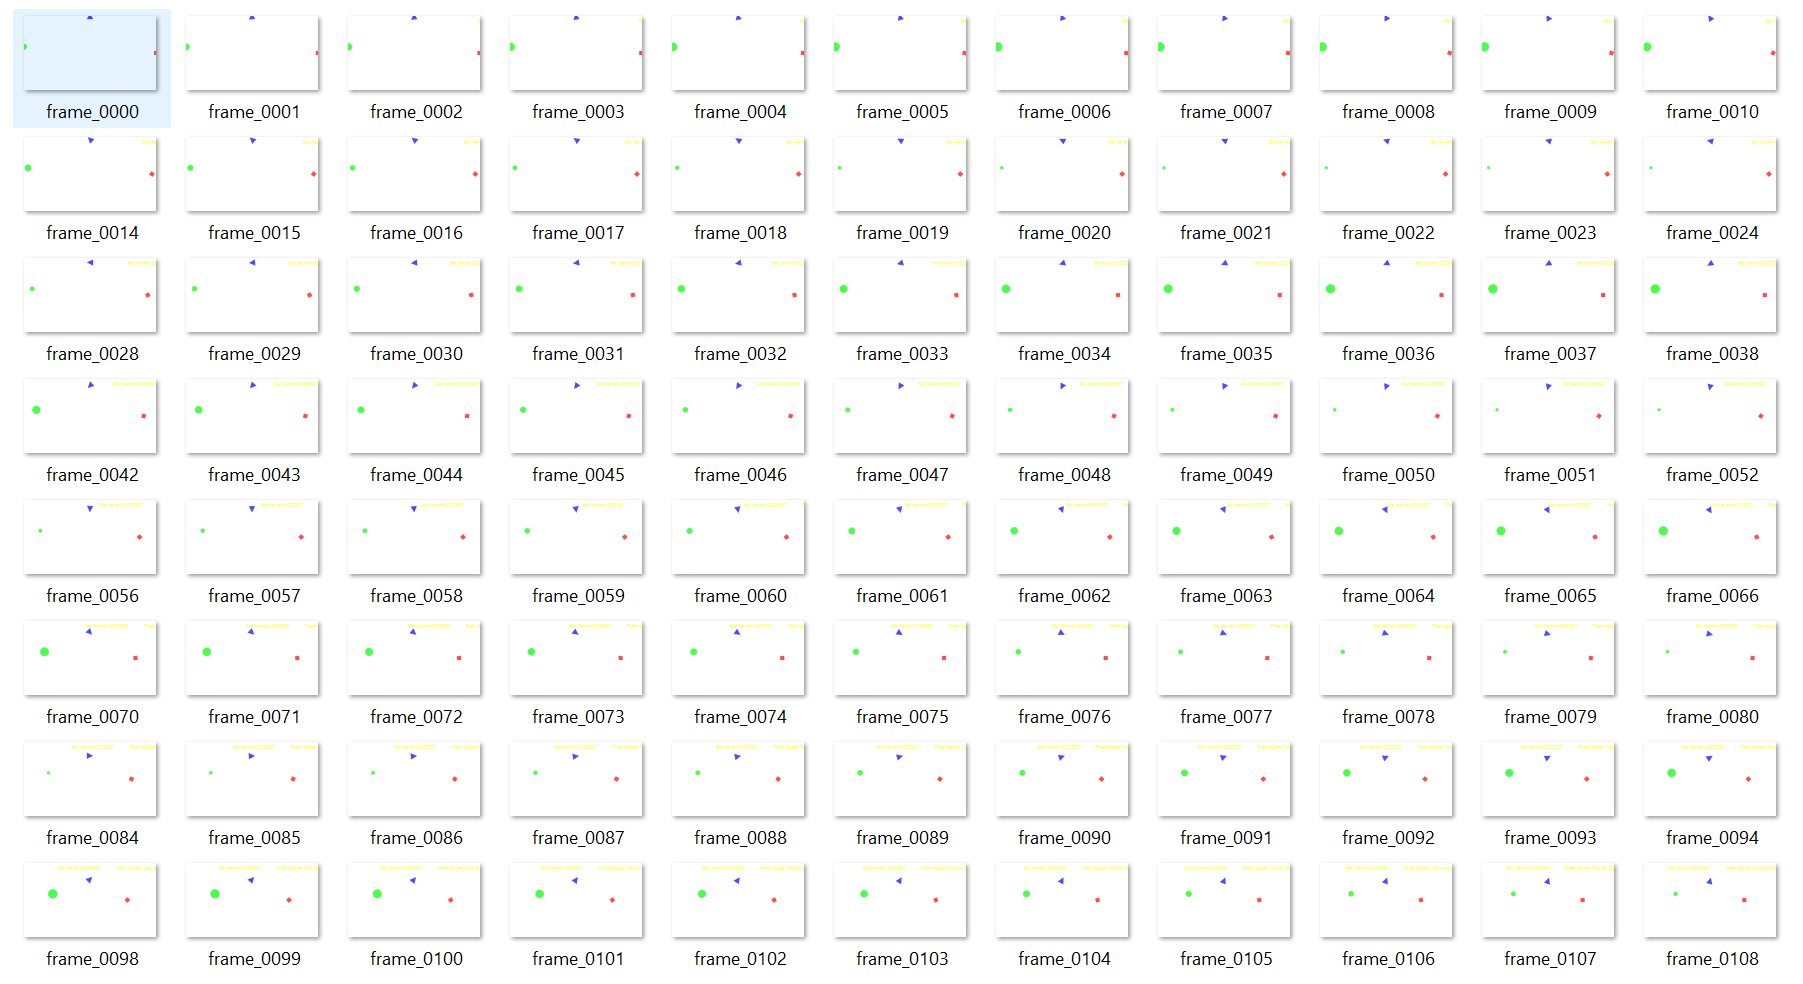 frame_0000 frame_0001 frame_0002 frame_0003 frame_0004 frame_0005 frame_0006 frame_0007 frame_0008 frame_0009 frame_0010
frame_0014 frame_0015 frame_0016 frame_0017 frame_0018 frame_0019 frame_0020 frame_0021 frame_0022 frame_0023 frame_0024
frame_0028 frame_0029 frame_0030 frame_0031 frame_0032 frame_0033 frame_0034 frame_0035 frame_0036 frame_0037 frame_0038
frame_0042 frame_0043 frame_0044 frame_0045 frame_0046 frame_0047 frame_0048 frame_0049 frame_0050 frame_0051 frame_0052
frame_0056 frame_0057 frame_0058 frame_0059 frame_0060 frame_0061 frame_0062 frame_0063 frame_0064 frame_0065 frame_0066
frame_0070 frame_0071 frame_0072 frame_0073 frame_0074 frame_0075 frame_0076 frame_0077 frame_0078 frame_0079 frame_0080
frame_0084 frame_0085 frame_0086 frame_0087 frame_0088 frame_0089 frame_0090 frame_0091 frame_0092 frame_0093 frame_0094
frame_0098 frame_0099 frame_0100 frame_0101 frame_0102 frame_0103 frame_0104 frame_0105 frame_0106 frame_0107 frame_0108